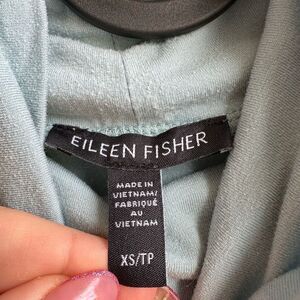 EILEEN FISHER
MADE IN
VIETNAM/
FABRIQUÉ
AU
VIETNAM
XS/TP